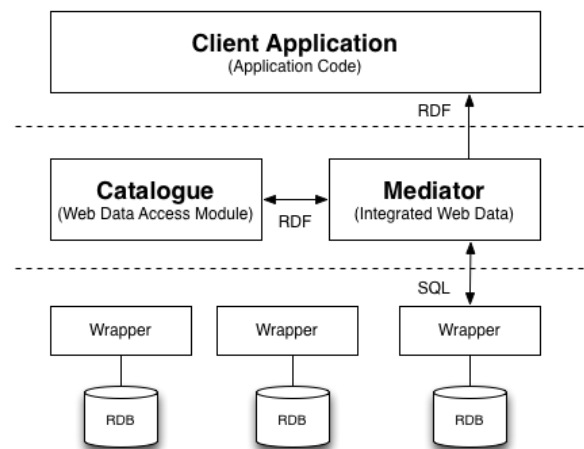 Client Application
(Application Code)
RDF
Catalogue
(Web Data Access Module)
RDF
Mediator
(Integrated Web Data)
SQL
Wrapper
Wrapper
Wrapper
RDB
RDB
RDB